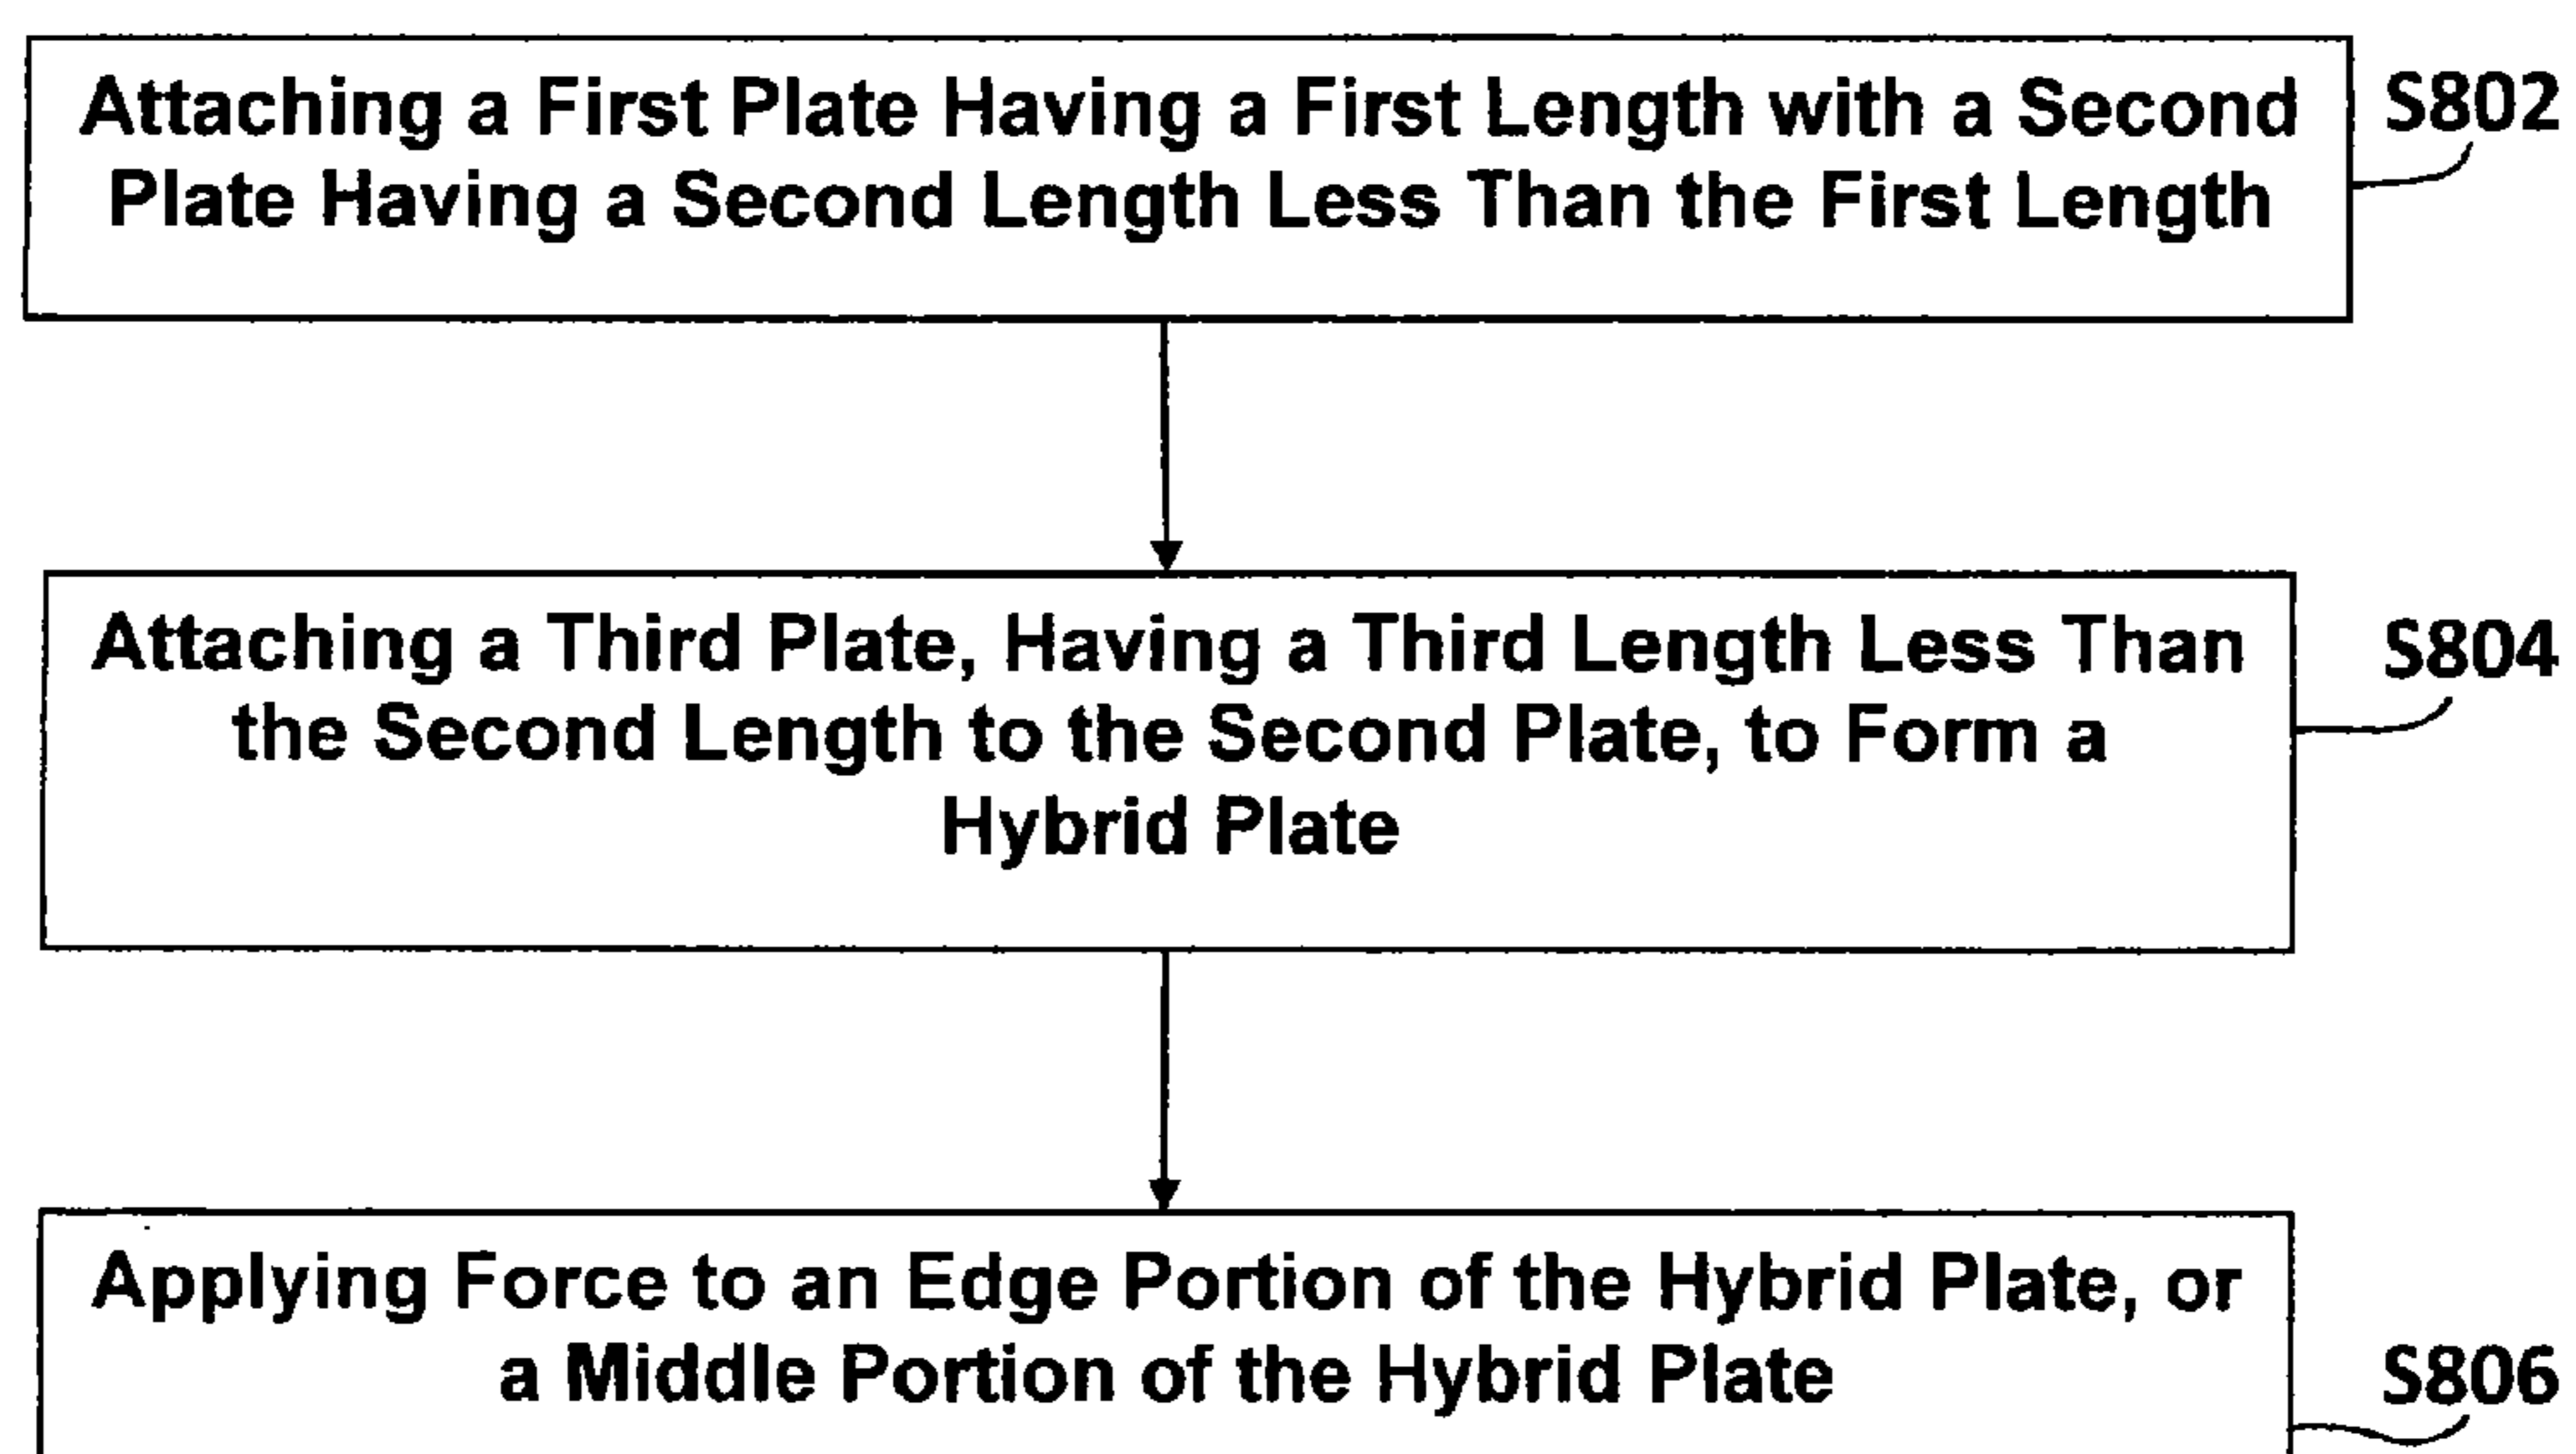 Attaching a First Plate Having a First Length with a Second
Plate Having a Second Length Less Than the First Length
S802
Attaching a Third Plate, Having a Third Length Less Than
the Second Length to the Second Plate, to Form a
Hybrid Plate
S804
Applying Force to an Edge Portion of the Hybrid Plate, or
a Middle Portion of the Hybrid Plate
S806